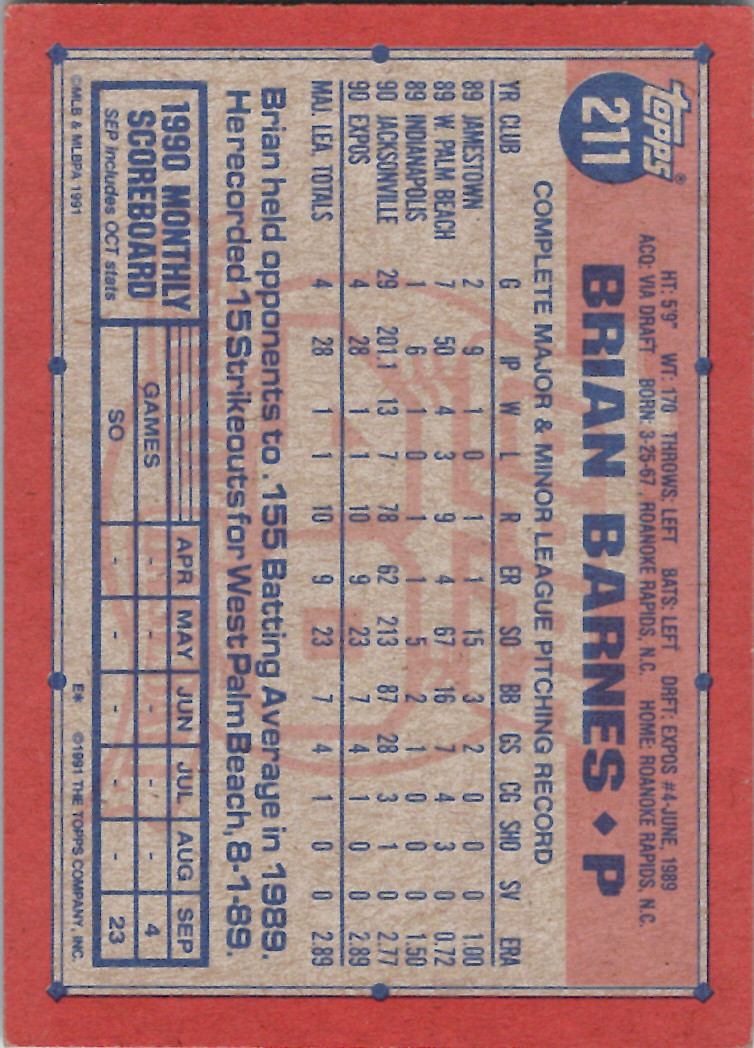 TOPPS®
211
HT: 5'9" WT: 170 THROWS: LEFT BATS: LEFT DRFT: EXPOS #4-JUNE, 1989
ACQ: VIA DRAFT BORN: 3-25-67, ROANOKE RAPIDS, N.C. HOME: ROANOKE RAPIDS, N.C.
BRIAN BARNES ♦ P
COMPLETE MAJOR & MINOR LEAGUE PITCHING RECORD
YR CLUB G IP W L R ER SO BB GS CG SHO SV ERA
89 JAMESTOWN 2 9 1 0 1 1 15 3 2 0 0 0 1.00
89 W. PALM BEACH 7 50 4 3 9 4 67 16 7 4 3 0 0.72
89 INDIANAPOLIS 1 6 1 0 1 1 5 2 1 0 0 0 1.50
90 JACKSONVILLE 29 201.1 13 7 78 62 213 87 28 3 1 0 2.77
90 EXPOS 4 28 1 1 10 9 23 7 4 1 0 0 2.89
MAJ. LEA. TOTALS 4 28 1 1 10 9 23 7 4 1 0 0 2.89
Brian held opponents to .155 Batting Average in 1989.
He recorded 15 Strikeouts for West Palm Beach, 8-1-89.
1990 MONTHLY
SCOREBOARD
SEP Includes OCT stats
APR MAY JUN JUL AUG SEP
GAMES - - - - - 4
SO - - - - - 23
©MLB & MLBPA 1991
E* ©1991 THE TOPPS COMPANY, INC.